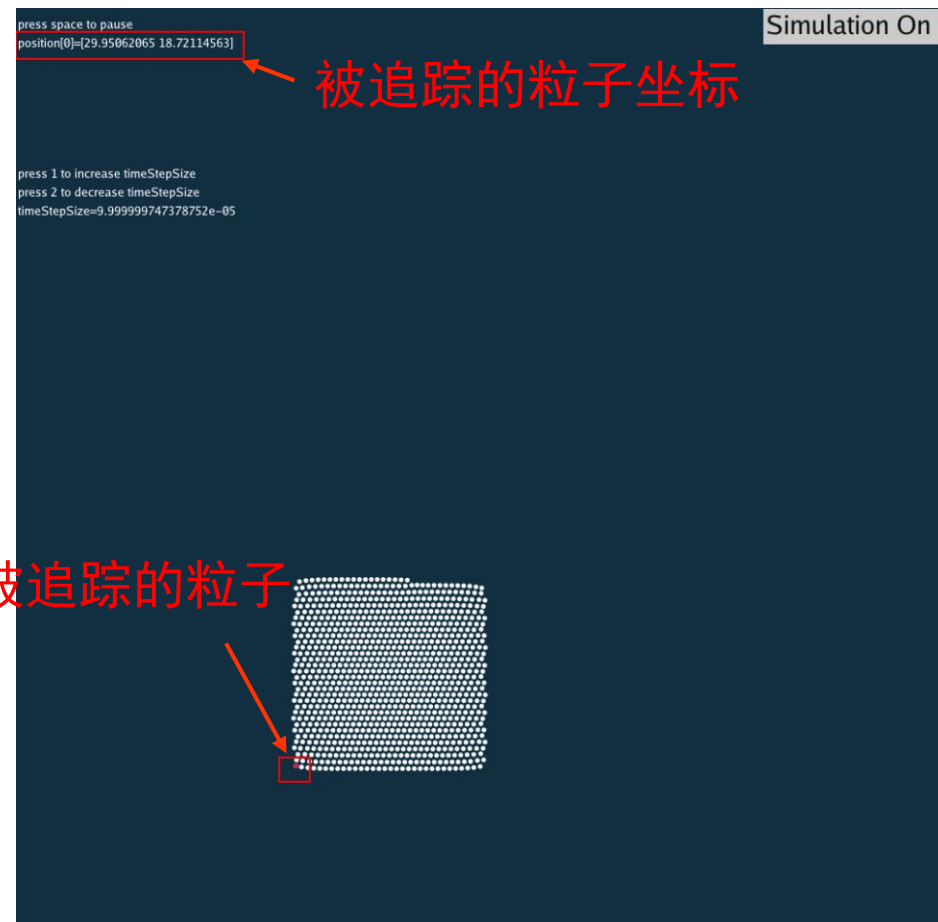 press space to pause
Simulation On
position[0]=[29.95062065 18.72114563]
被追踪的粒子坐标
press 1 to increase timeStepSize
press 2 to decrease timeStepSize
timeStepSize=9.999999747378752e-05
被追踪的粒子